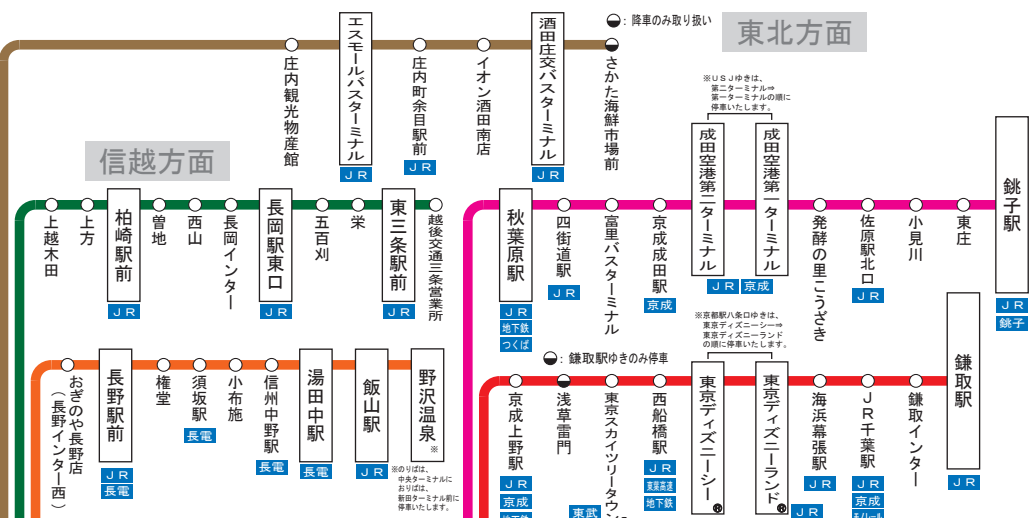 東北方面
：降車のみ取り扱い
庄内観光物産館
エスモールバスターミナル
ＪＲ
庄内町余目駅前
ＪＲ
イオン酒田南店
酒田庄交バスターミナル
ＪＲ
さかた海鮮市場前
信越方面
上越木田
上方
柏崎駅前
ＪＲ
曽地
西山
長岡インター
長岡駅東口
ＪＲ
五百刈
栄
東三条駅前
ＪＲ
越後交通三条営業所
※ＵＳＪゆきは、
第二ターミナル⇒
第一ターミナルの順に
停車いたします。
秋葉原駅
ＪＲ
地下鉄
つくば
四街道駅
ＪＲ
富里バスターミナル
京成成田駅
京成
成田空港第二ターミナル
成田空港第一ターミナル
ＪＲ
京成
発酵の里こうざき
佐原駅北口
ＪＲ
小見川
東庄
銚子駅
ＪＲ
銚子
おぎのや長野店
（長野インター西）
長野駅前
ＪＲ
長電
権堂
須坂駅
長電
小布施
信州中野駅
長電
湯田中駅
長電
飯山駅
ＪＲ
野沢温泉
※
※のりばは、
中央ターミナルに
おりばは、
新田ターミナル前に
停車いたします。
：鎌取駅ゆきのみ停車
※京都駅八条口ゆきは、
東京ディズニーシー⇒
東京ディズニーランド
の順に停車いたします。
京成上野駅
ＪＲ
京成
地下鉄
浅草雷門
東京スカイツリータウン®
東武
西船橋駅
ＪＲ
東葉高速
地下鉄
東京ディズニーシー®
東京ディズニーランド®
ＪＲ
海浜幕張駅
ＪＲ
ＪＲ千葉駅
ＪＲ
京成
モノレール
鎌取インター
鎌取駅
ＪＲ